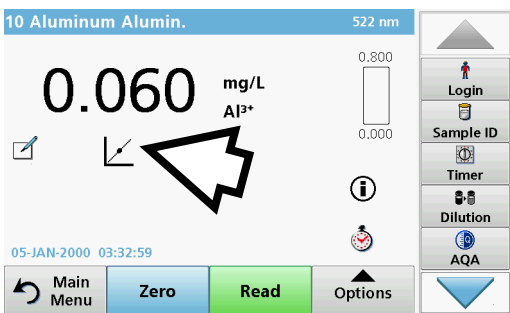 10 Aluminum Alumin. 522 nm
0.800
0.060 mg/L
Al³⁺
0.000
05-JAN-2000 03:32:59
Main
Menu
Zero
Read
Options
Login
Sample ID
Timer
Dilution
AQA